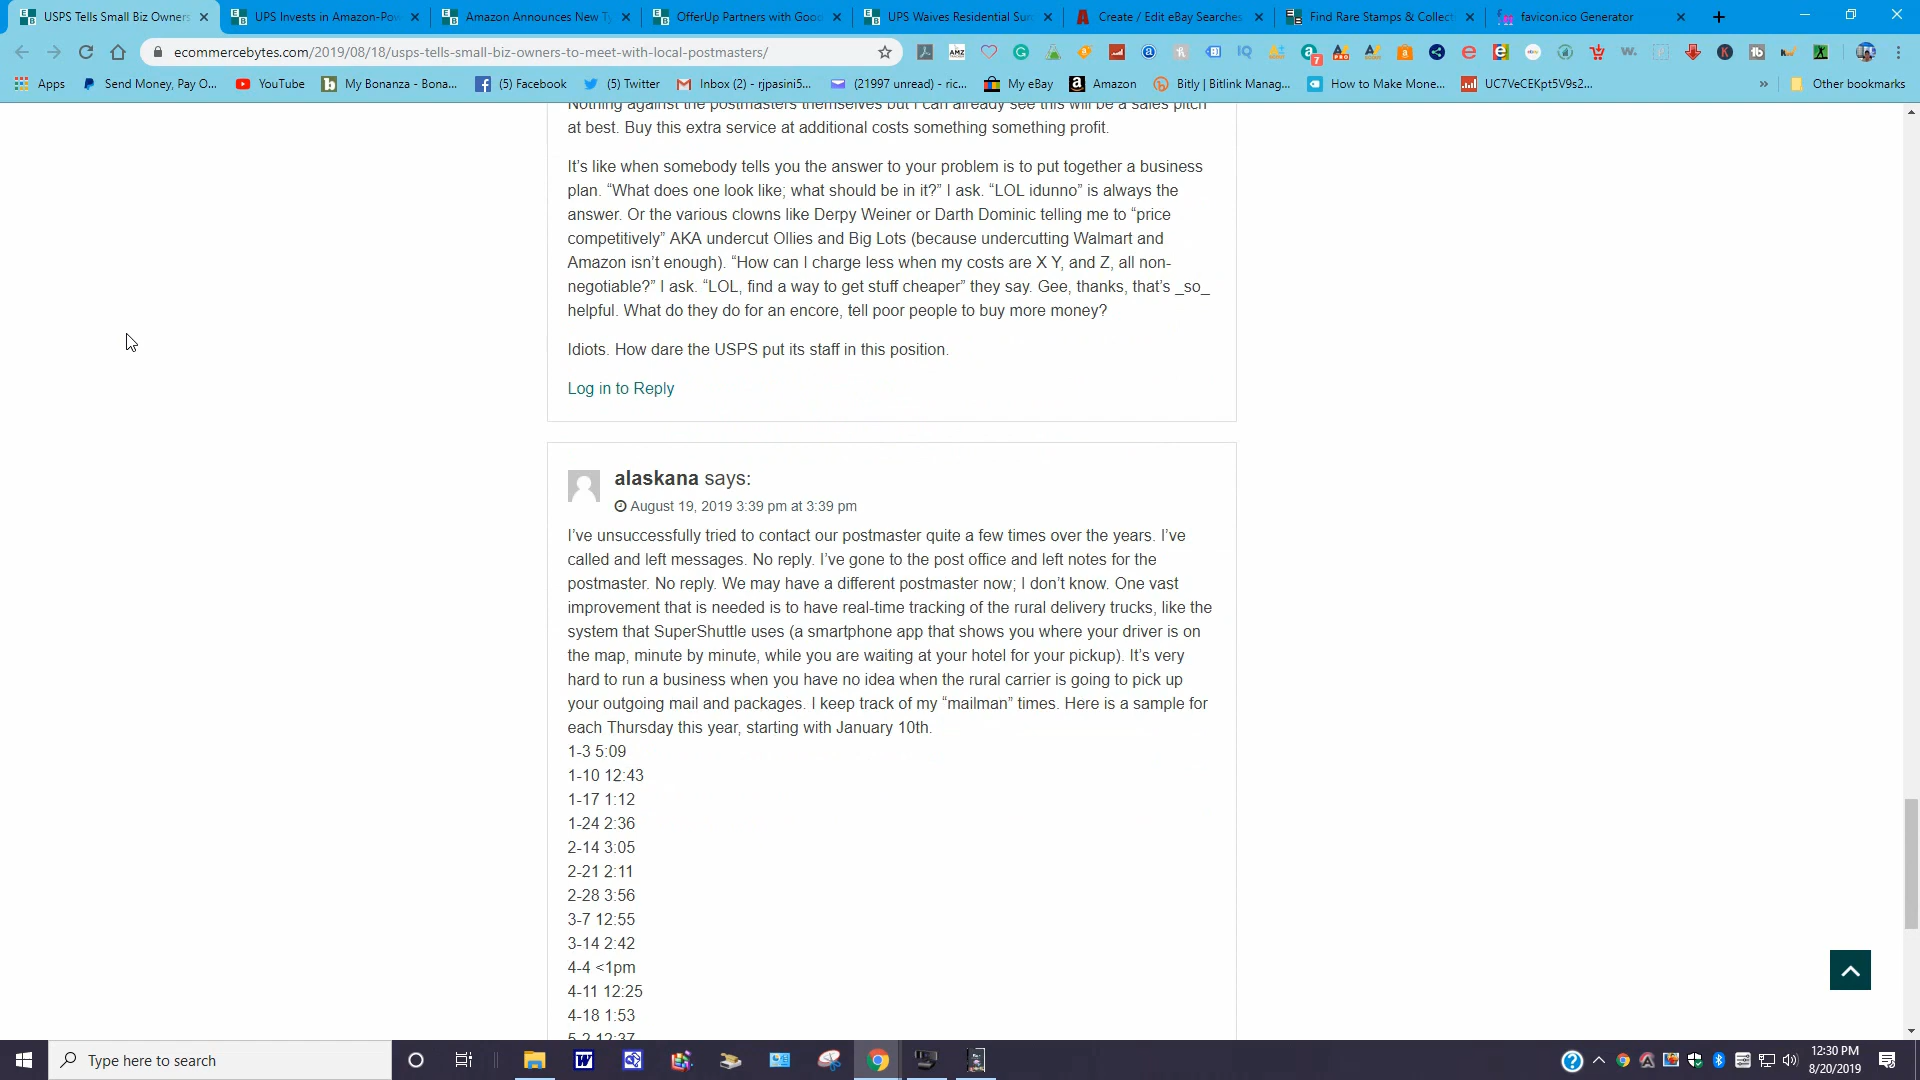 USPS Tells Small Biz Owners
UPS Invests in Amazon-Pow
Amazon Announces New Ty
OfferUp Partners with Goo
UPS Waives Residential Sur
Create / Edit eBay Searches
Find Rare Stamps & Collect
favicon.ico Generator
ecommercebytes.com/2019/08/18/usps-tells-small-biz-owners-to-meet-with-local-postmasters/
Apps
Send Money, Pay O...
YouTube
My Bonanza - Bona...
(5) Facebook
(5) Twitter
Inbox (2) - rjpasini5...
(21997 unread) - ric...
My eBay
Amazon
Bitly | Bitlink Manag...
How to Make Mone...
UC7VeCEKpt5V9s2...
Other bookmarks
Nothing against the postmasters themselves but I can already see this will be a sales pitch
at best. Buy this extra service at additional costs something something profit.
It’s like when somebody tells you the answer to your problem is to put together a business
plan. “What does one look like; what should be in it?” I ask. “LOL idunno” is always the
answer. Or the various clowns like Derpy Weiner or Darth Dominic telling me to “price
competitively” AKA undercut Ollies and Big Lots (because undercutting Walmart and
Amazon isn’t enough). “How can I charge less when my costs are X Y, and Z, all non-
negotiable?” I ask. “LOL, find a way to get stuff cheaper” they say. Gee, thanks, that’s _so_
helpful. What do they do for an encore, tell poor people to buy more money?
Idiots. How dare the USPS put its staff in this position.
Log in to Reply
alaskana says:
August 19, 2019 3:39 pm at 3:39 pm
I’ve unsuccessfully tried to contact our postmaster quite a few times over the years. I’ve
called and left messages. No reply. I’ve gone to the post office and left notes for the
postmaster. No reply. We may have a different postmaster now; I don’t know. One vast
improvement that is needed is to have real-time tracking of the rural delivery trucks, like the
system that SuperShuttle uses (a smartphone app that shows you where your driver is on
the map, minute by minute, while you are waiting at your hotel for your pickup). It’s very
hard to run a business when you have no idea when the rural carrier is going to pick up
your outgoing mail and packages. I keep track of my “mailman” times. Here is a sample for
each Thursday this year, starting with January 10th.
1-3 5:09
1-10 12:43
1-17 1:12
1-24 2:36
2-14 3:05
2-21 2:11
2-28 3:56
3-7 12:55
3-14 2:42
4-4 <1pm
4-11 12:25
4-18 1:53
5-2 12:37
Type here to search
12:30 PM
8/20/2019